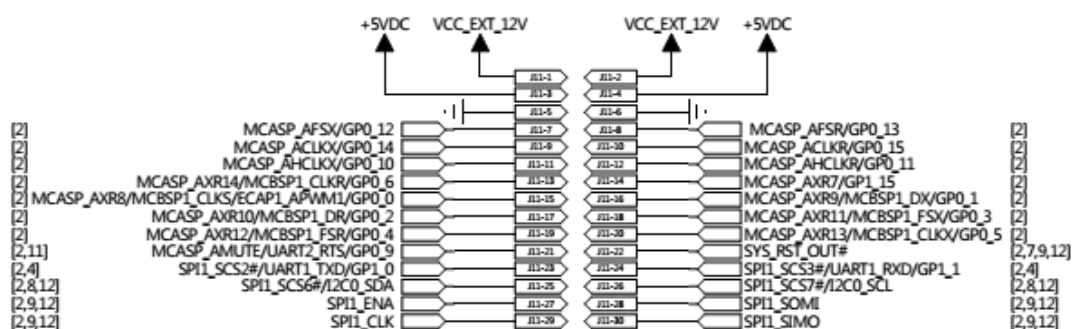 +5VDC VCC_EXT_12V VCC_EXT_12V +5VDC
J11-1 J11-2
J11-3 J11-4
J11-5 J11-6
[2] MCASP_AFSX/GP0_12 J11-7 J11-8 MCASP_AFSR/GP0_13 [2]
[2] MCASP_ACLKX/GP0_14 J11-9 J11-10 MCASP_ACLKR/GP0_15 [2]
[2] MCASP_AHCLKX/GP0_10 J11-11 J11-12 MCASP_AHCLKR/GP0_11 [2]
[2] MCASP_AXR14/MCBSP1_CLKR/GP0_6 J11-13 J11-14 MCASP_AXR7/GP1_15 [2]
[2] MCASP_AXR8/MCBSP1_CLKS/ECAP1_APWM1/GP0_0 J11-15 J11-16 MCASP_AXR9/MCBSP1_DX/GP0_1 [2]
[2] MCASP_AXR10/MCBSP1_DR/GP0_2 J11-17 J11-18 MCASP_AXR11/MCBSP1_FSX/GP0_3 [2]
[2] MCASP_AXR12/MCBSP1_FSR/GP0_4 J11-19 J11-20 MCASP_AXR13/MCBSP1_CLKX/GP0_5 [2]
[2,11] MCASP_AMUTE/UART2_RTS/GP0_9 J11-21 J11-22 SYS_RST_OUT# [2,7,9,12]
[2,4] SPI1_SCS2#/UART1_TXD/GP1_0 J11-23 J11-24 SPI1_SCS3#/UART1_RXD/GP1_1 [2,4]
[2,8,12] SPI1_SCS6#/I2C0_SDA J11-25 J11-26 SPI1_SCS7#/I2C0_SCL [2,8,12]
[2,9,12] SPI1_ENA J11-27 J11-28 SPI1_SOMI [2,9,12]
[2,9,12] SPI1_CLK J11-29 J11-30 SPI1_SIMO [2,9,12]